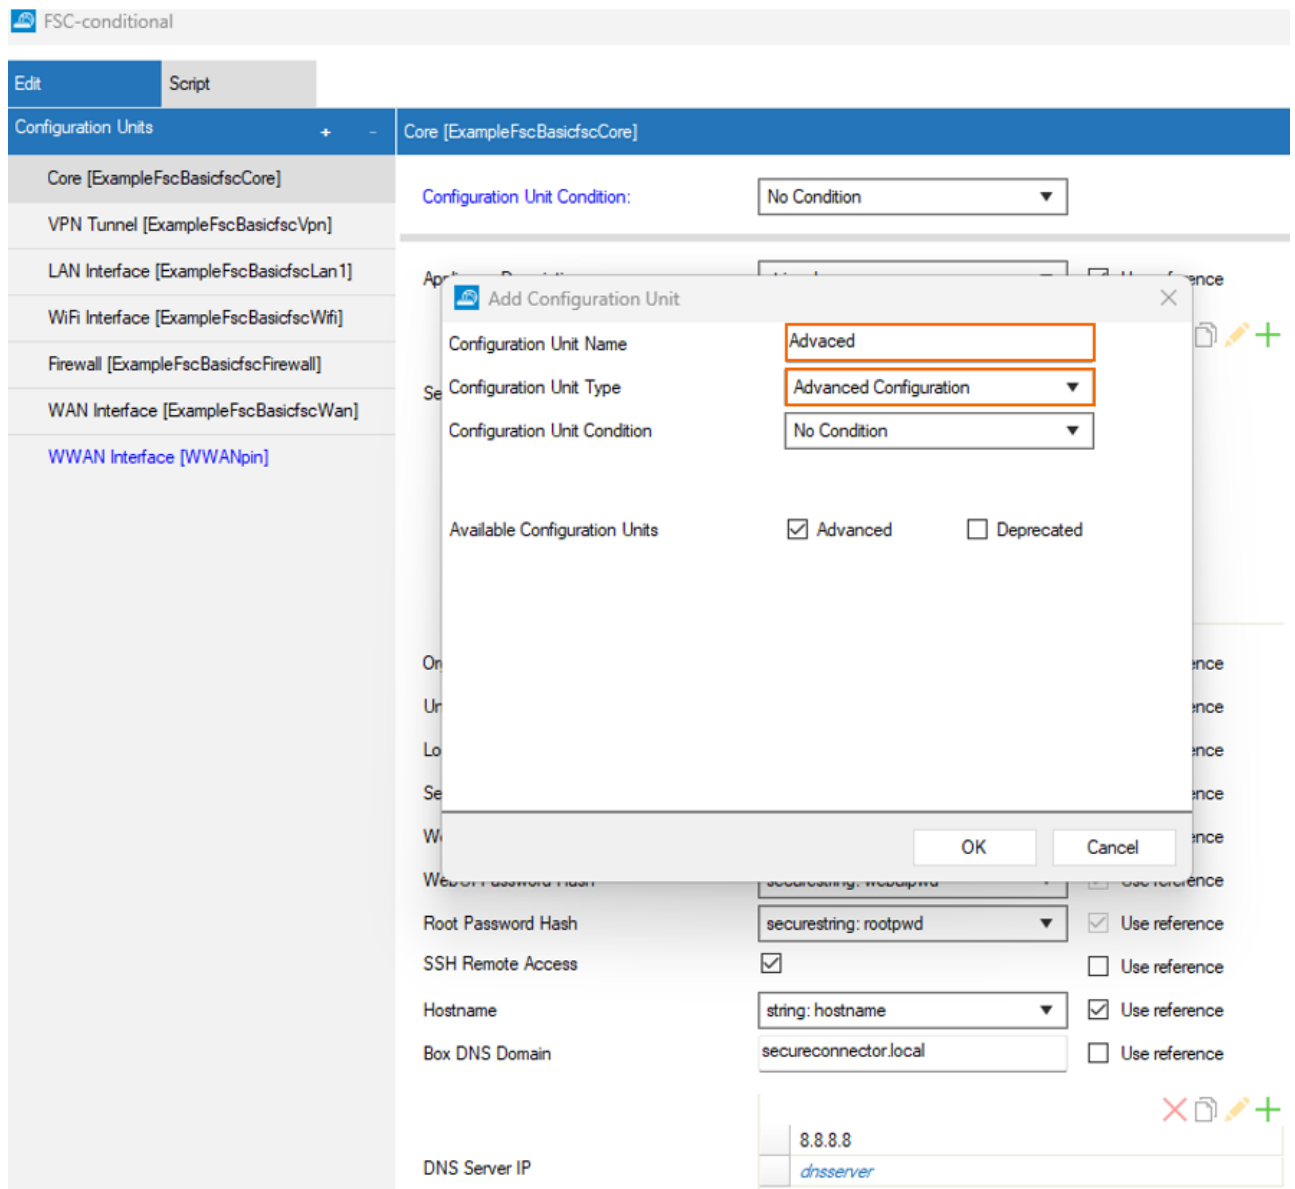 FSC-conditional
Edit
Script
Configuration Units + -
Core [ExampleFscBasicfscCore]
VPN Tunnel [ExampleFscBasicfscVpn]
LAN Interface [ExampleFscBasicfscLan1]
WiFi Interface [ExampleFscBasicfscWifi]
Firewall [ExampleFscBasicfscFirewall]
WAN Interface [ExampleFscBasicfscWan]
WWAN Interface [WWANpin]
Core [ExampleFscBasicfscCore]
Configuration Unit Condition: No Condition
Add Configuration Unit
Configuration Unit Name Advaced
Configuration Unit Type Advanced Configuration
Configuration Unit Condition No Condition
Available Configuration Units Advanced Deprecated
OK Cancel
Root Password Hash securestring: rootpwd Use reference
SSH Remote Access Use reference
Hostname string: hostname Use reference
Box DNS Domain secureconnector.local Use reference
8.8.8.8
DNS Server IP dnsserver